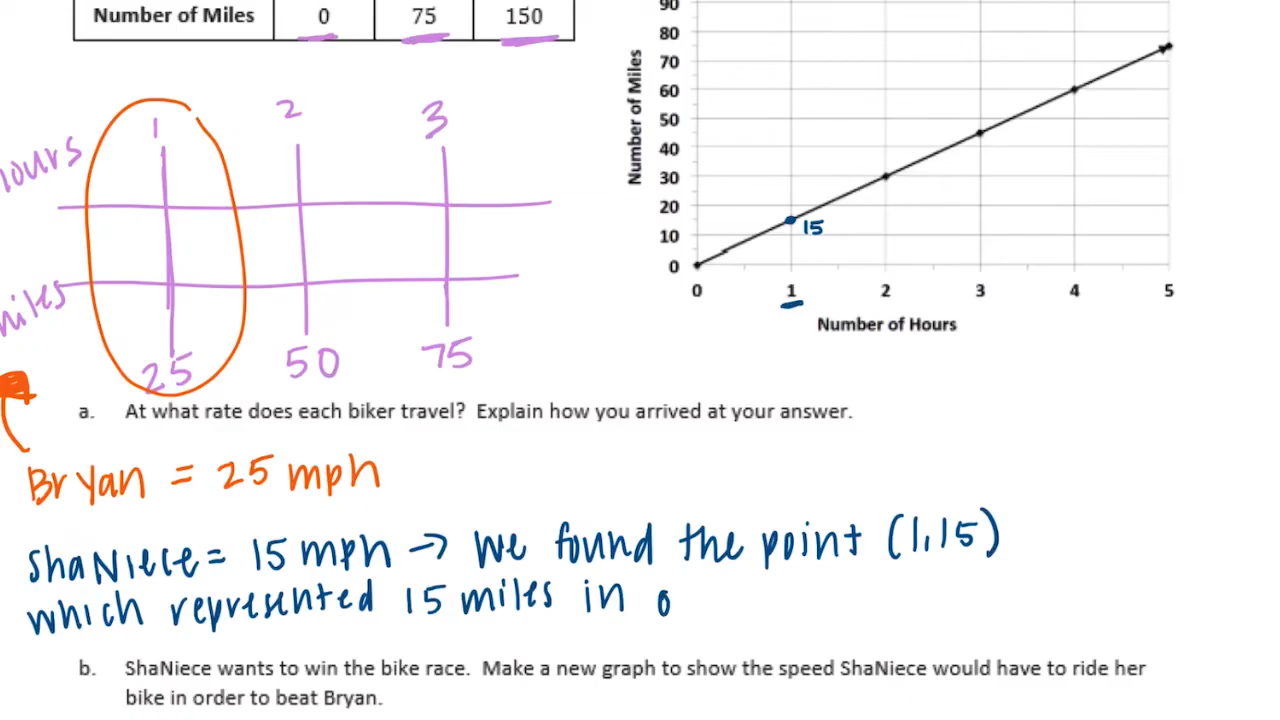 Number of Miles 0 75 150
1 2 3
25 50 75
Number of Miles
90
80
70
60
50
40
30
20
10
0
15
0 1 2 3 4 5
Number of Hours
a. At what rate does each biker travel? Explain how you arrived at your answer.
Bryan = 25 mph
ShaNiece = 15 mph → We found the point (1,15)
which represented 15 miles in o
b. ShaNiece wants to win the bike race. Make a new graph to show the speed ShaNiece would have to ride her
bike in order to beat Bryan.